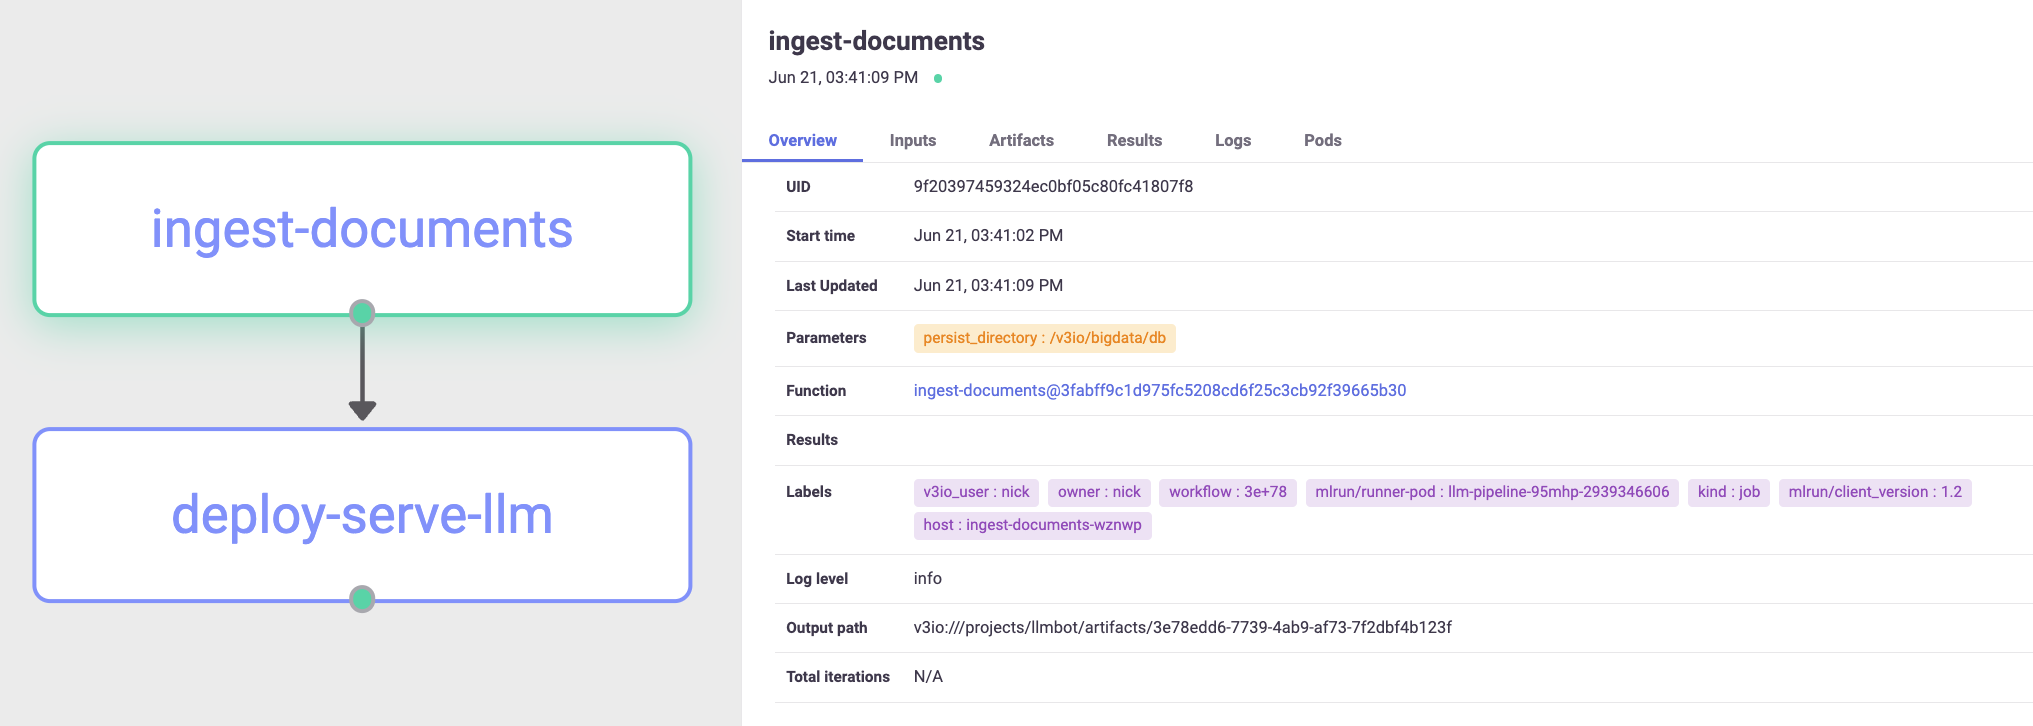 ingest-documents
deploy-serve-llm
ingest-documents
Jun 21, 03:41:09 PM
Overview Inputs Artifacts Results Logs Pods
UID 9f20397459324ec0bf05c80fc41807f8
Start time Jun 21, 03:41:02 PM
Last Updated Jun 21, 03:41:09 PM
Parameters persist_directory : /v3io/bigdata/db
Function ingest-documents@3fabff9c1d975fc5208cd6f25c3cb92f39665b30
Results
Labels v3io_user : nick owner : nick workflow : 3e+78 mlrun/runner-pod : llm-pipeline-95mhp-2939346606 kind : job mlrun/client_version : 1.2
host : ingest-documents-wznwp
Log level info
Output path v3io:///projects/llmbot/artifacts/3e78edd6-7739-4ab9-af73-7f2dbf4b123f
Total iterations N/A